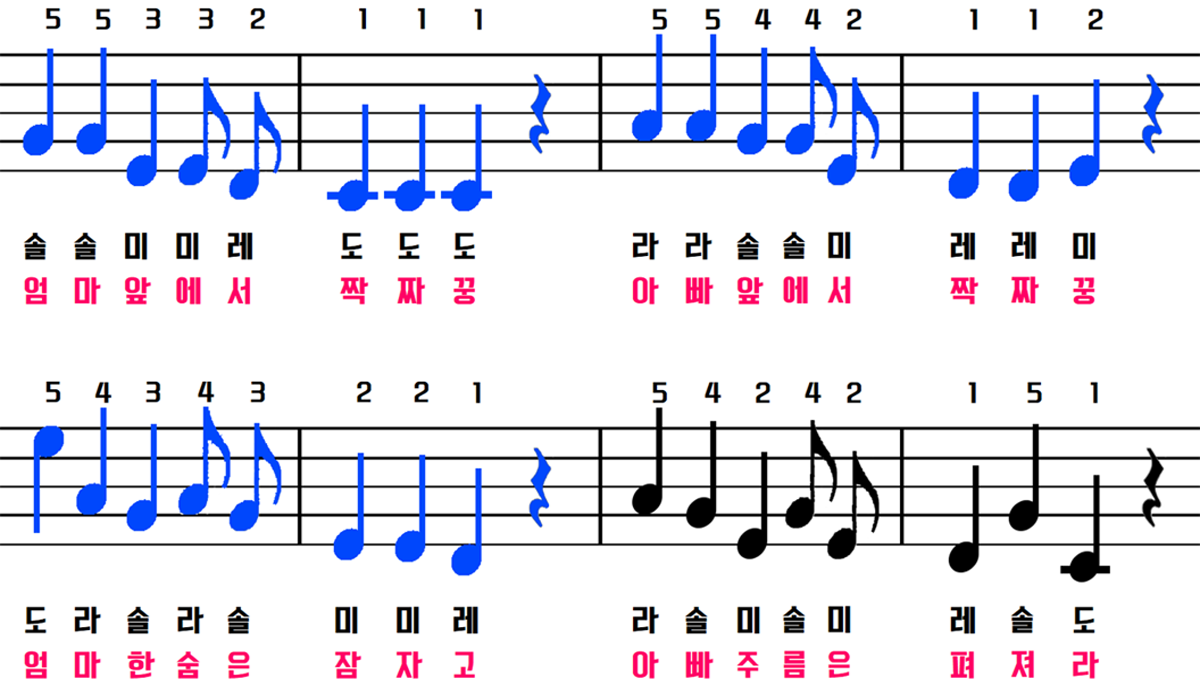 5 5 3 3 2 1 1 1 5 5 4 4 2 1 1 2
솔 솔 미 미 레 도 도 도 라 라 솔 솔 미 레 레 미
엄 마 앞 에 서 짝 짜 꿍 아 빠 앞 에 서 짝 짜 꿍
5 4 3 4 3 2 2 1 5 4 2 4 2 1 5 1
도 라 솔 라 솔 미 미 레 라 솔 미 솔 미 레 솔 도
엄 마 한 숨 은 잠 자 고 아 빠 주 름 은 펴 져 라